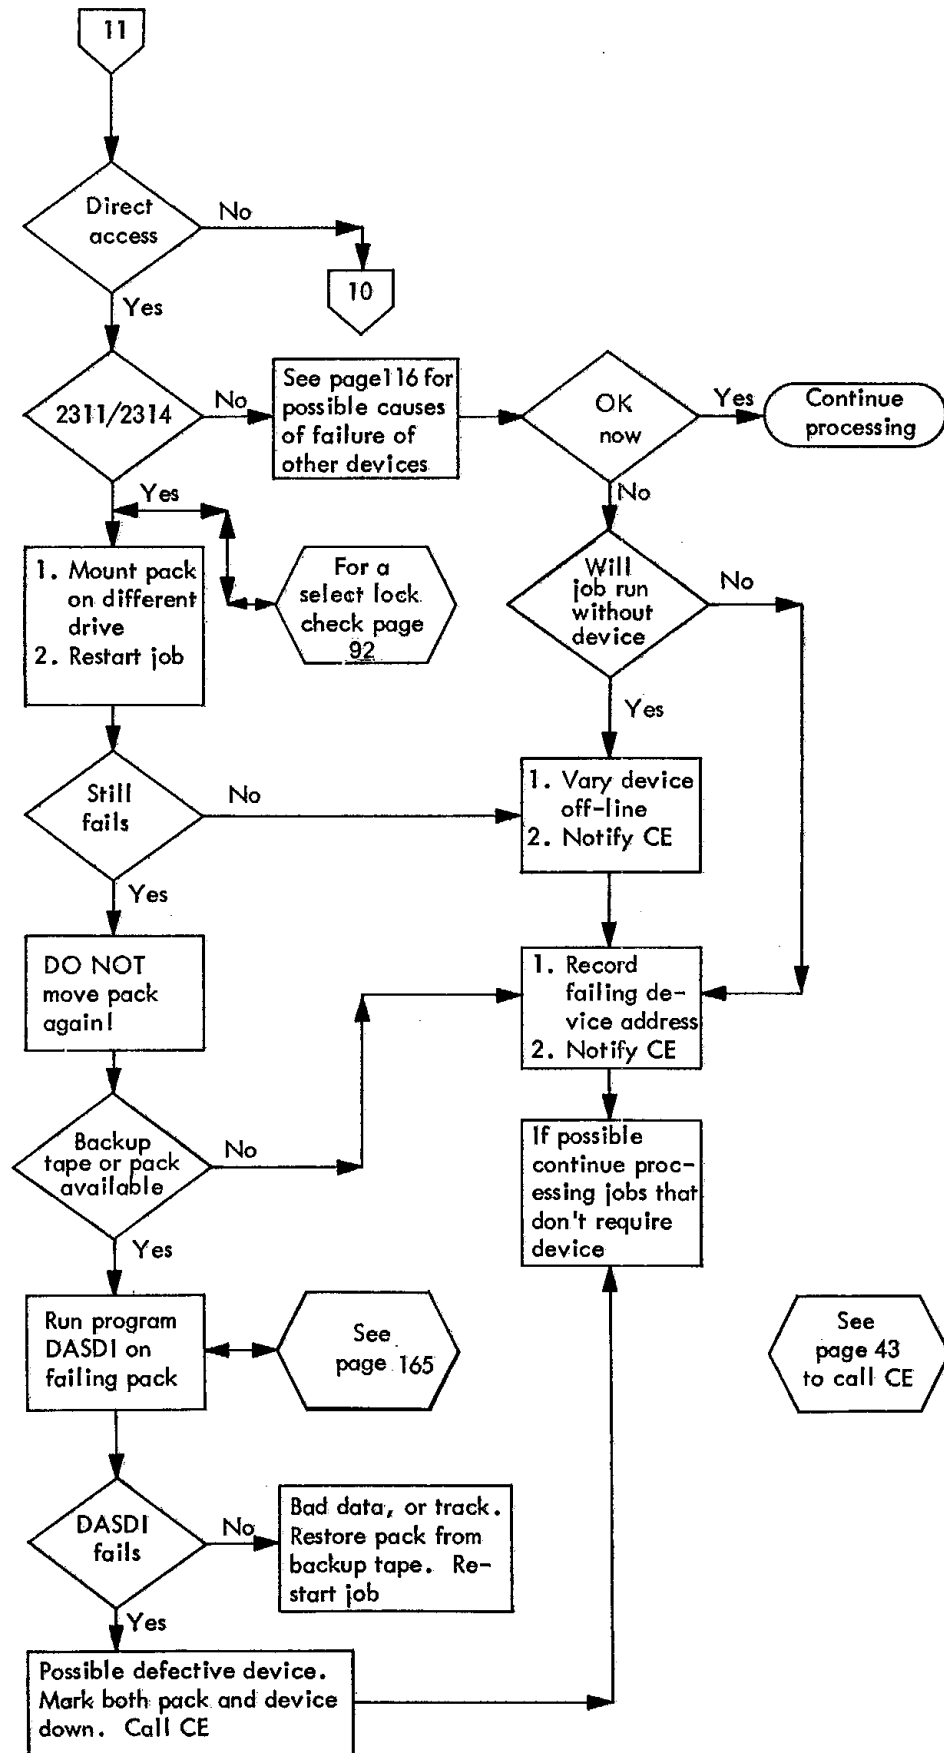 11
Direct
access
No
10
Yes
2311/2314
No
See page 116 for
possible causes
of failure of
other devices
OK
now
Yes
Continue
processing
Yes
No
1. Mount pack
on different
drive
2. Restart job
For a
select lock
check page
92
Will
job run
without
device
No
Yes
Still
fails
No
1. Vary device
off-line
2. Notify CE
Yes
DO NOT
move pack
again!
1. Record
failing de-
vice address
2. Notify CE
Backup
tape or pack
available
No
If possible
continue proc-
essing jobs that
don't require
device
Yes
Run program
DASDI on
failing pack
See
page 165
See
page 43
to call CE
DASDI
fails
No
Bad data, or track.
Restore pack from
backup tape. Re-
start job
Yes
Possible defective device.
Mark both pack and device
down. Call CE